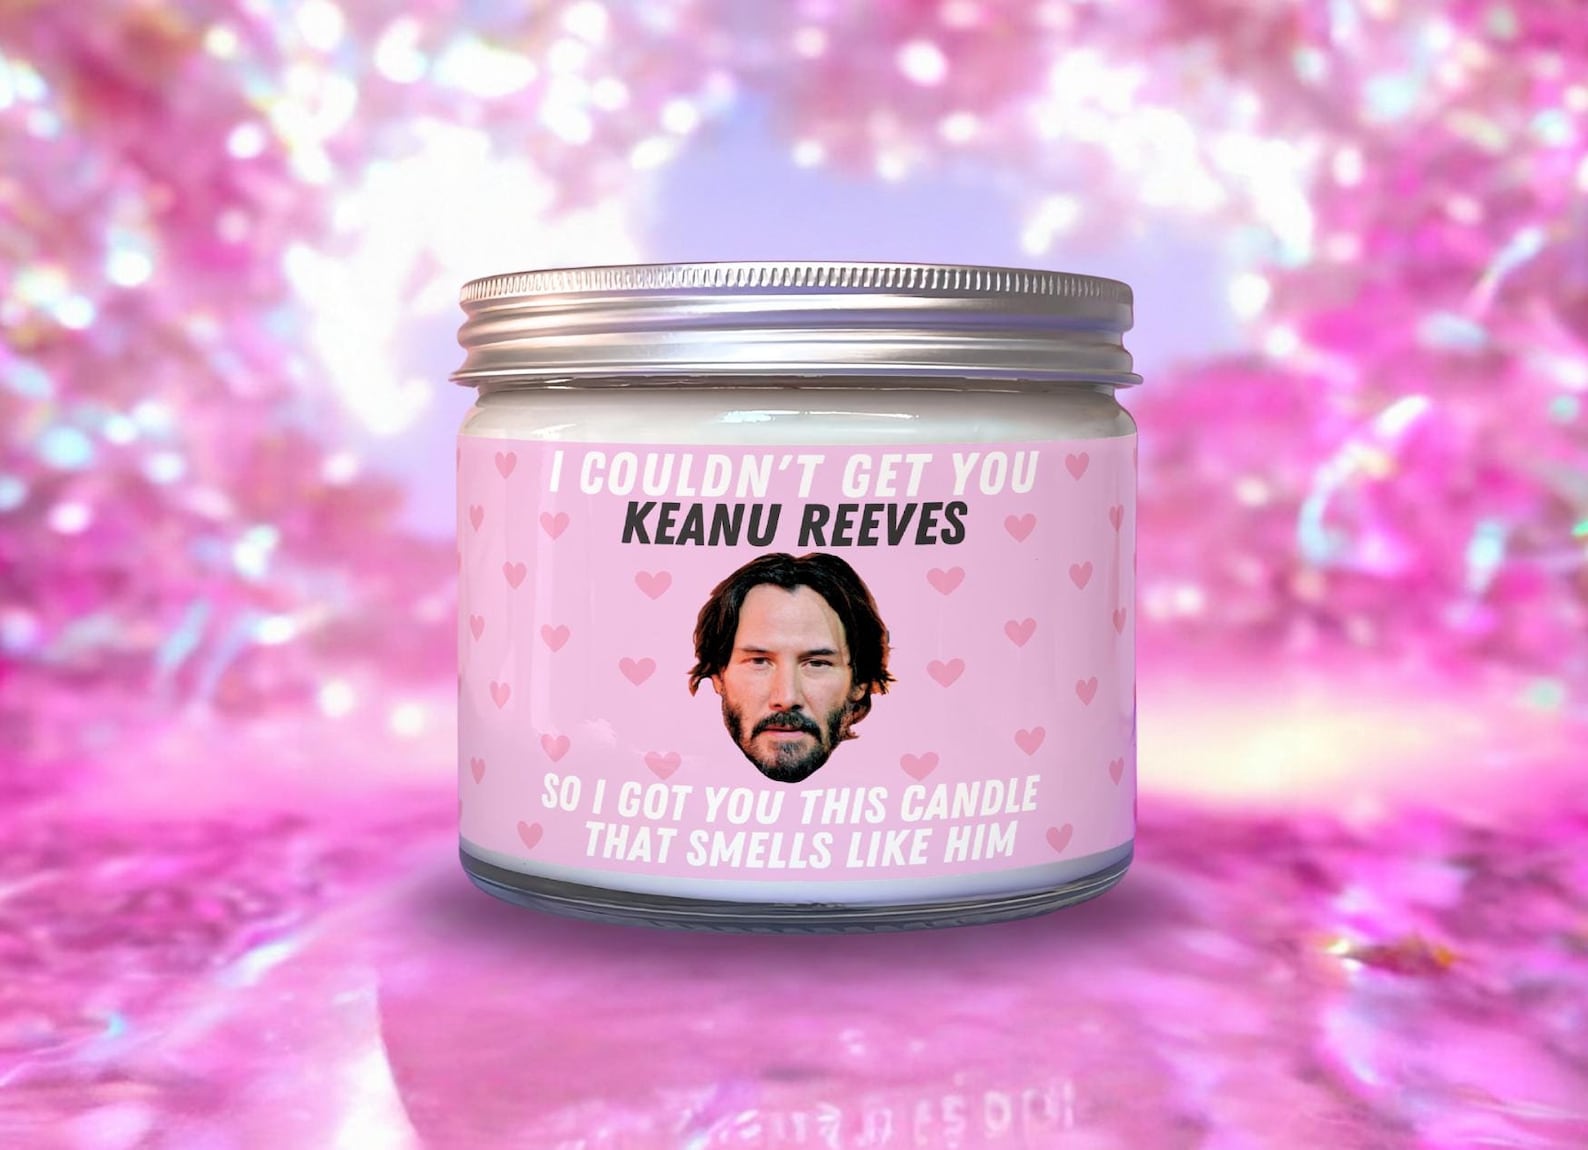 I COULDN'T GET YOU
KEANU REEVES
SO I GOT YOU THIS CANDLE
THAT SMELLS LIKE HIM